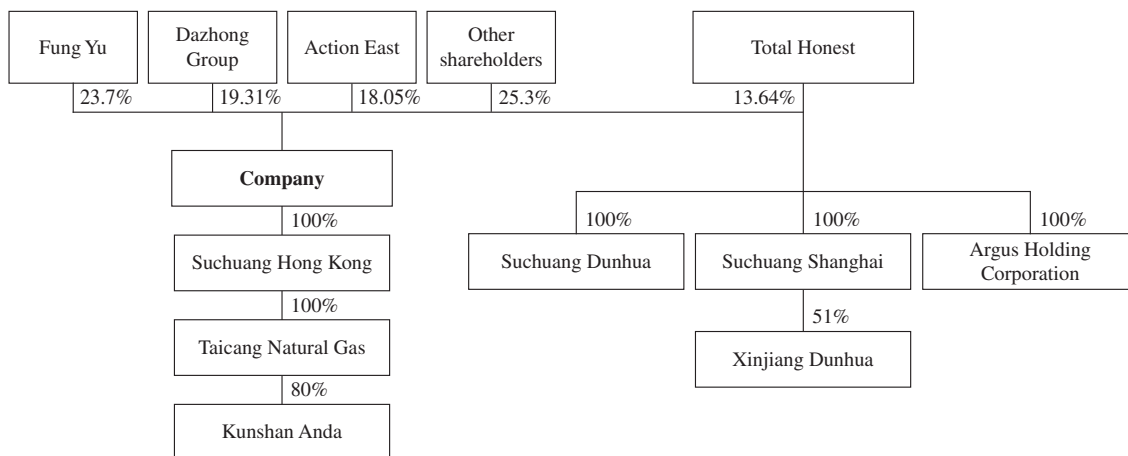 Fung Yu
Dazhong
Group
Action East
Other
shareholders
Total Honest
23.7%
19.31%
18.05%
25.3%
13.64%
Company
100%
100%
100%
100%
Suchuang Hong Kong
Suchuang Dunhua
Suchuang Shanghai
Argus Holding
Corporation
100%
51%
Taicang Natural Gas
Xinjiang Dunhua
80%
Kunshan Anda